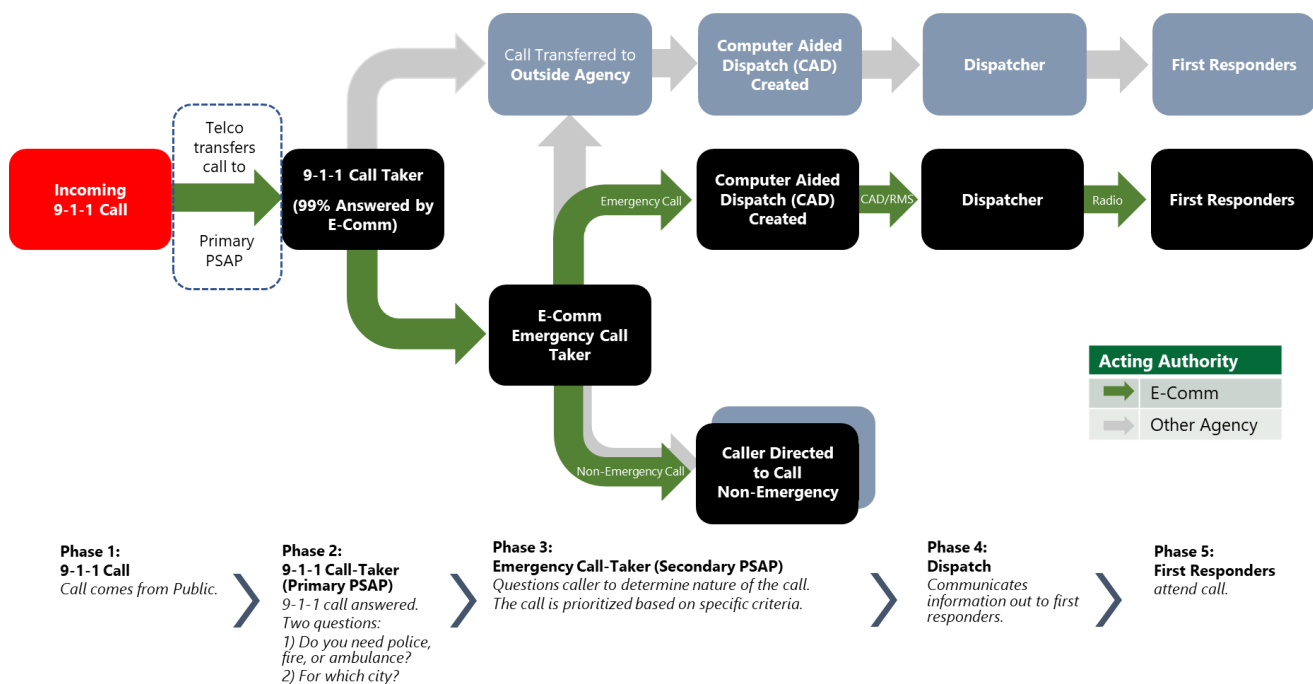 Call Transferred to
Outside Agency
Computer Aided
Dispatch (CAD)
Created
Dispatcher
First Responders
Incoming
9-1-1 Call
Telco
transfers
call to
Primary
PSAP
9-1-1 Call Taker
(99% Answered by
E-Comm)
Emergency Call
Computer Aided
Dispatch (CAD)
Created
CAD/RMS
Dispatcher
Radio
First Responders
E-Comm
Emergency Call
Taker
Non-Emergency Call
Caller Directed
to Call
Non-Emergency
Acting Authority
E-Comm
Other Agency
Phase 1:
9-1-1 Call
Call comes from Public.
Phase 2:
9-1-1 Call-Taker
(Primary PSAP)
9-1-1 call answered.
Two questions:
1) Do you need police,
fire, or ambulance?
2) For which city?
Phase 3:
Emergency Call-Taker (Secondary PSAP)
Questions caller to determine nature of the call.
The call is prioritized based on specific criteria.
Phase 4:
Dispatch
Communicates
information out to first
responders.
Phase 5:
First Responders
attend call.